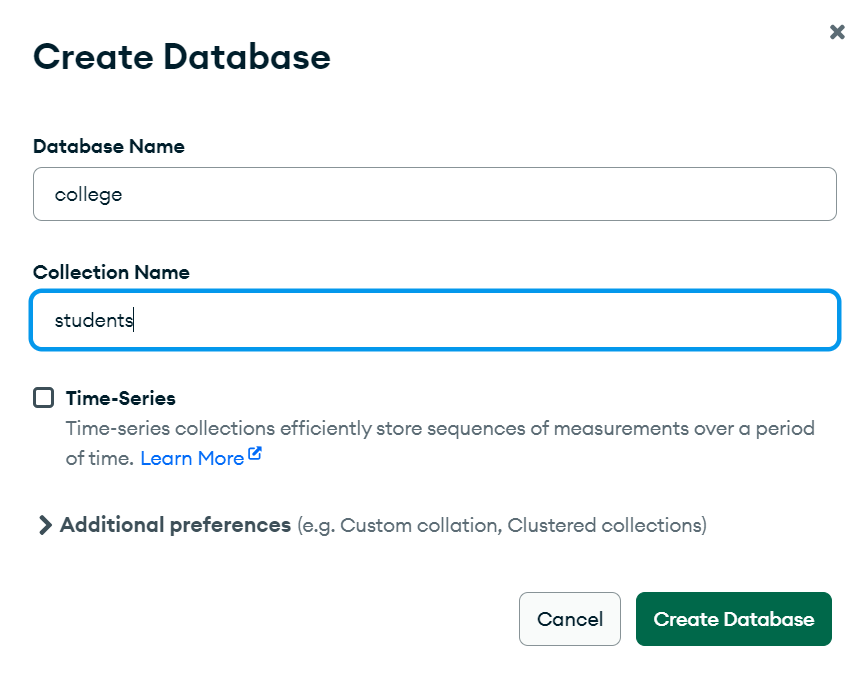 Create Database
Database Name
college
Collection Name
students
Time-Series
Time-series collections efficiently store sequences of measurements over a period
of time. Learn More
Additional preferences (e.g. Custom collation, Clustered collections)
Cancel
Create Database